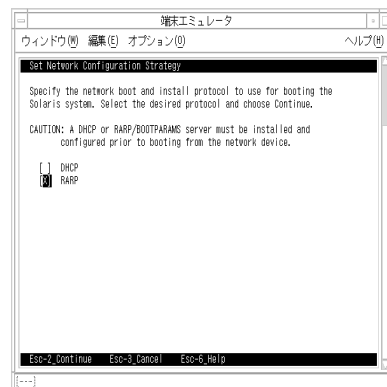 端末エミュレータ
ウィンドウ(W) 編集(E) オプション(O) ヘルプ(H)
Set Network Configuration Strategy
Specify the network boot and install protocol to use for booting the
Solaris system. Select the desired protocol and choose Continue.
CAUTION: A DHCP or RARP/BOOTPARAMS server must be installed and
configured prior to booting from the network device.
[ ] DHCP
[X] RARP
Esc-2_Continue Esc-3_Cancel Esc-6_Help
[---]